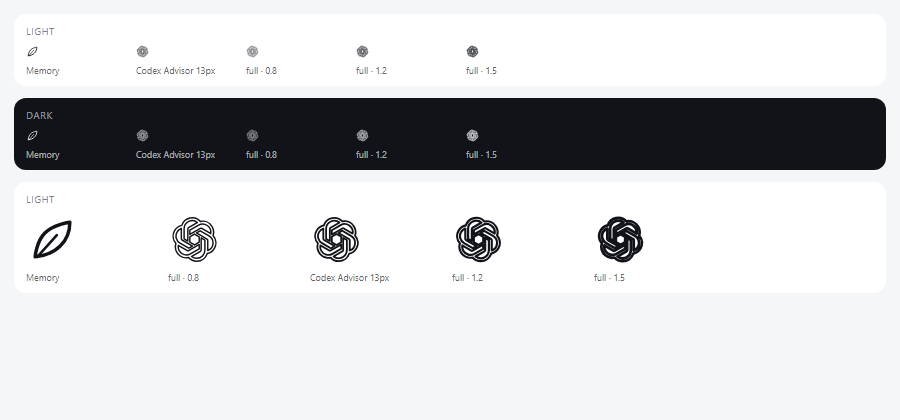 LIGHT
Memory Codex Advisor 13px full · 0.8 full · 1.2 full · 1.5
DARK
Memory Codex Advisor 13px full · 0.8 full · 1.2 full · 1.5
LIGHT
Memory full · 0.8 Codex Advisor 13px full · 1.2 full · 1.5